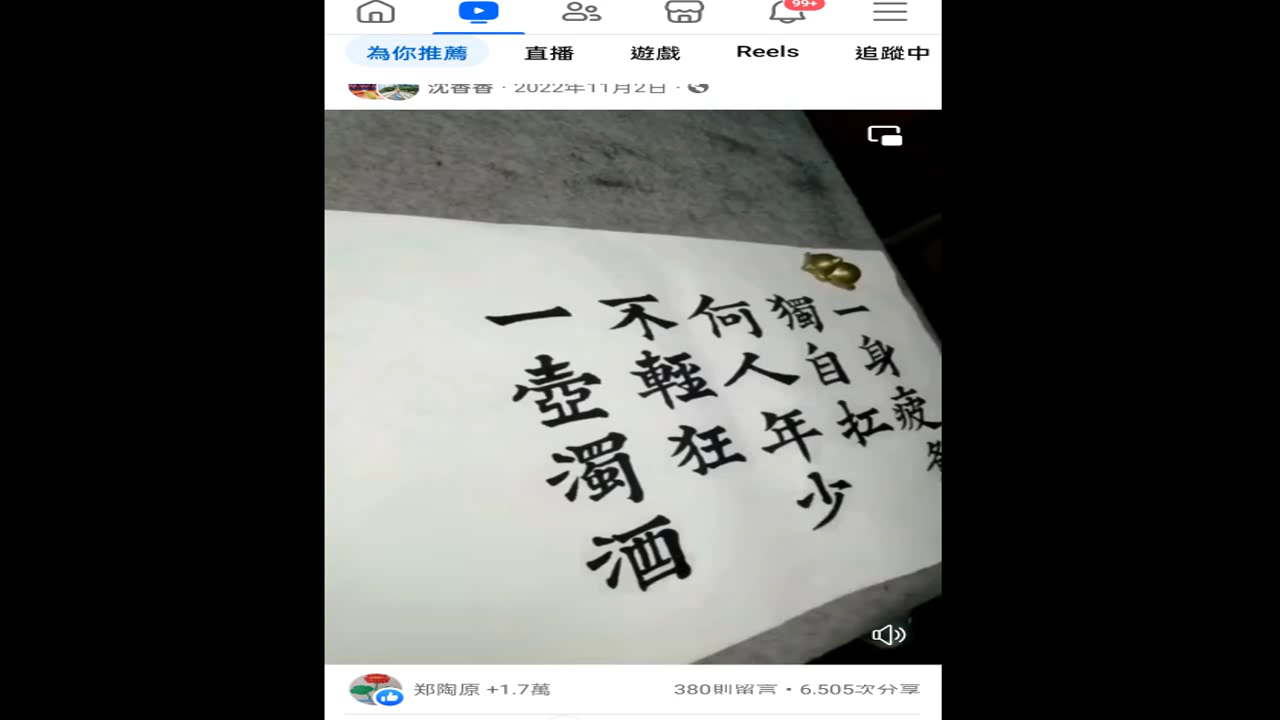 99+
為你推薦 直播 遊戲 Reels 追蹤中
沈香香 · 2022年11月2日
一身疲
獨自扛
何人年少
不輕狂
一壺濁酒
郑陶原 +1.7萬 380則留言 · 6.505次分享